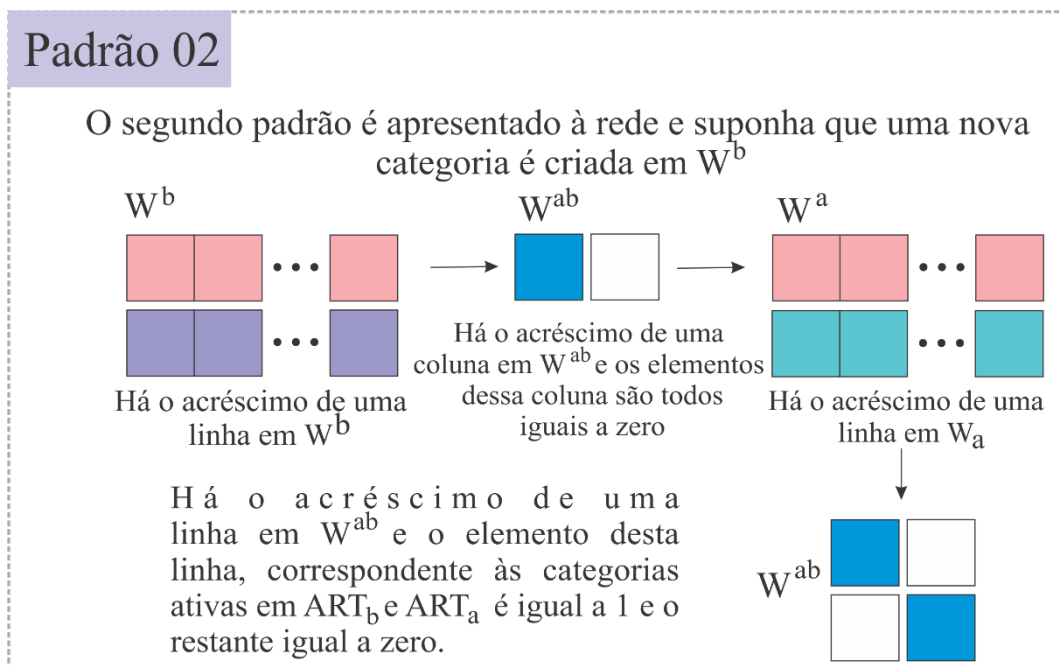 Padrão 02
O segundo padrão é apresentado à rede e suponha que uma nova
categoria é criada em W^b
W^b
W^ab
W^a
Há o acréscimo de uma
linha em W^b
Há o acréscimo de uma
coluna em W^ab e os elementos
dessa coluna são todos
iguais a zero
Há o acréscimo de uma
linha em W_a
Há o acréscimo de uma
linha em W^ab e o elemento desta
linha, correspondente às categorias
ativas em ART_b e ART_a é igual a 1 e o
restante igual a zero.
W^ab